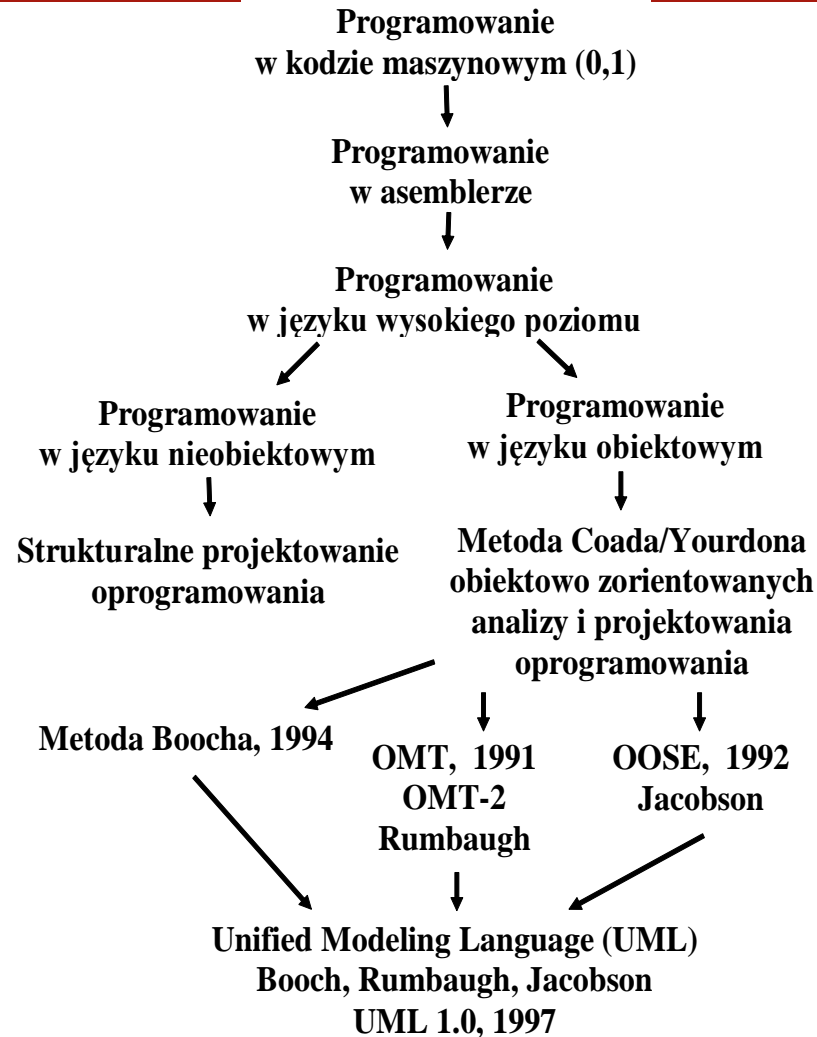 Programowanie
w kodzie maszynowym (0,1)
Programowanie
w asemblerze
Programowanie
w języku wysokiego poziomu
Programowanie
w języku nieobiektowym
Programowanie
w języku obiektowym
Strukturalne projektowanie
oprogramowania
Metoda Coada/Yourdona
obiektowo zorientowanych
analizy i projektowania
oprogramowania
Metoda Boocha, 1994
OMT, 1991
OMT-2
Rumbaugh
OOSE, 1992
Jacobson
Unified Modeling Language (UML)
Booch, Rumbaugh, Jacobson
UML 1.0, 1997